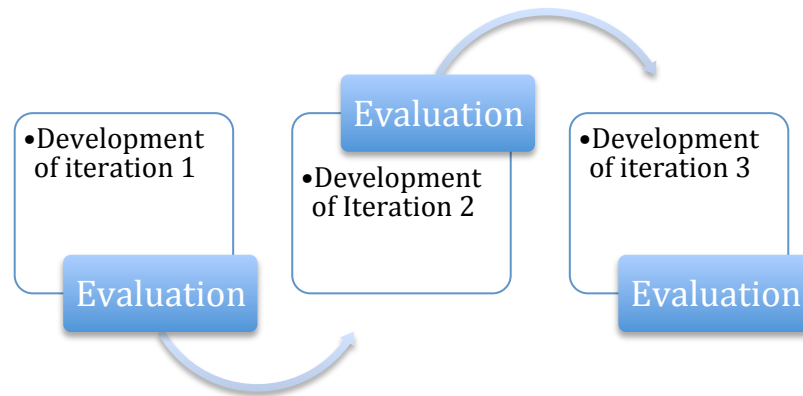 •Development
of iteration 1
Evaluation
Evaluation
•Development
of Iteration 2
•Development
of iteration 3
Evaluation